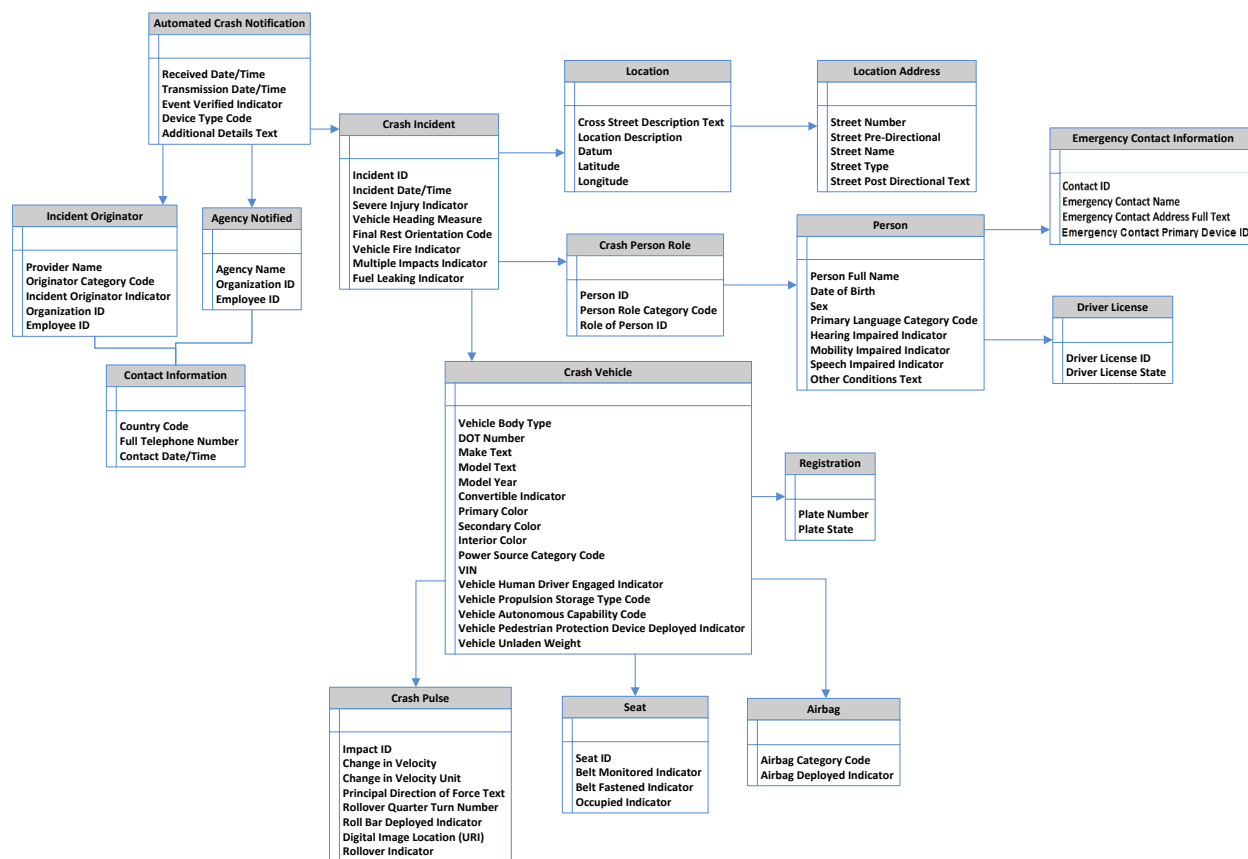 Automated Crash Notification
Received Date/Time
Transmission Date/Time
Event Verified Indicator
Device Type Code
Additional Details Text
Incident Originator
Provider Name
Originator Category Code
Incident Originator Indicator
Organization ID
Employee ID
Agency Notified
Agency Name
Organization ID
Employee ID
Contact Information
Country Code
Full Telephone Number
Contact Date/Time
Crash Incident
Incident ID
Incident Date/Time
Severe Injury Indicator
Vehicle Heading Measure
Final Rest Orientation Code
Vehicle Fire Indicator
Multiple Impacts Indicator
Fuel Leaking Indicator
Location
Cross Street Description Text
Location Description
Datum
Latitude
Longitude
Location Address
Street Number
Street Pre-Directional
Street Name
Street Type
Street Post Directional Text
Crash Person Role
Person ID
Person Role Category Code
Role of Person ID
Person
Person Full Name
Date of Birth
Sex
Primary Language Category Code
Hearing Impaired Indicator
Mobility Impaired Indicator
Speech Impaired Indicator
Other Conditions Text
Emergency Contact Information
Contact ID
Emergency Contact Name
Emergency Contact Address Full Text
Emergency Contact Primary Device ID
Driver License
Driver License ID
Driver License State
Crash Vehicle
Vehicle Body Type
DOT Number
Make Text
Model Text
Model Year
Convertible Indicator
Primary Color
Secondary Color
Interior Color
Power Source Category Code
VIN
Vehicle Human Driver Engaged Indicator
Vehicle Propulsion Storage Type Code
Vehicle Autonomous Capability Code
Vehicle Pedestrian Protection Device Deployed Indicator
Vehicle Unladen Weight
Registration
Plate Number
Plate State
Crash Pulse
Impact ID
Change in Velocity
Change in Velocity Unit
Principal Direction of Force Text
Rollover Quarter Turn Number
Roll Bar Deployed Indicator
Digital Image Location (URI)
Rollover Indicator
Seat
Seat ID
Belt Monitored Indicator
Belt Fastened Indicator
Occupied Indicator
Airbag
Airbag Category Code
Airbag Deployed Indicator